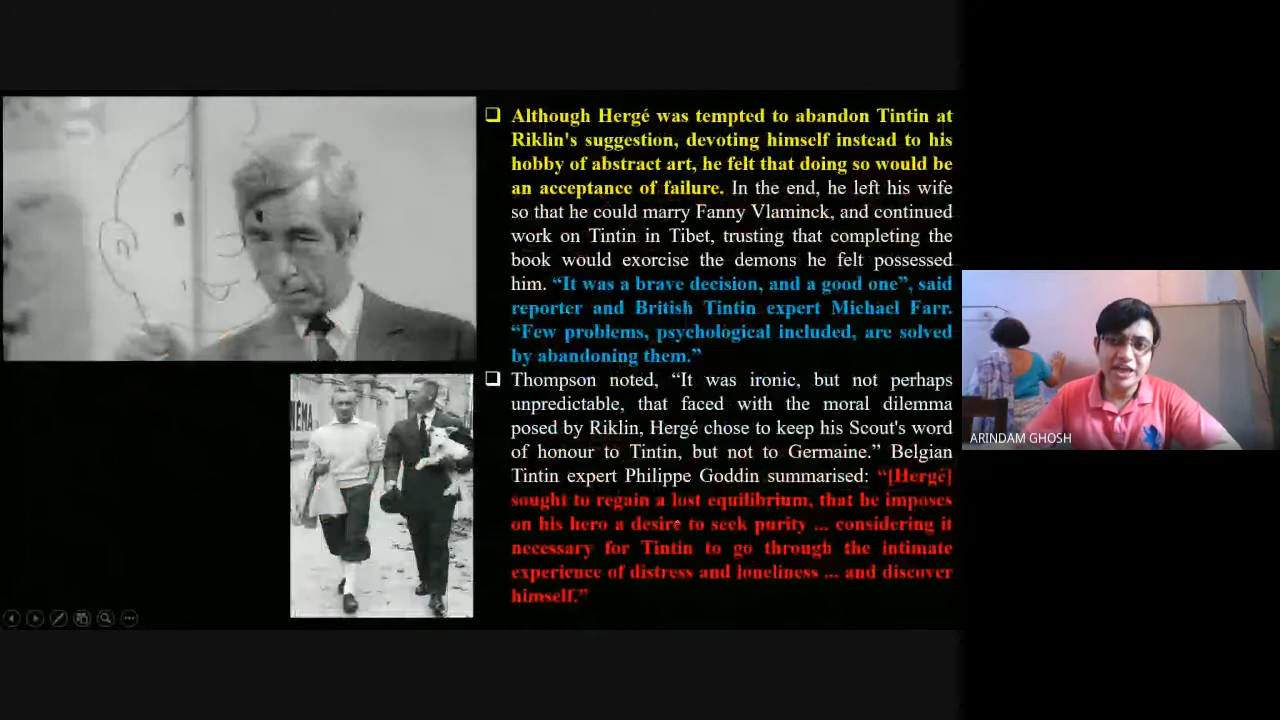 Although Hergé was tempted to abandon Tintin at
Riklin's suggestion, devoting himself instead to his
hobby of abstract art, he felt that doing so would be
an acceptance of failure. In the end, he left his wife
so that he could marry Fanny Vlaminck, and continued
work on Tintin in Tibet, trusting that completing the
book would exorcise the demons he felt possessed
him. “It was a brave decision, and a good one”, said
reporter and British Tintin expert Michael Farr.
“Few problems, psychological included, are solved
by abandoning them.”
Thompson noted, “It was ironic, but not perhaps
unpredictable, that faced with the moral dilemma
posed by Riklin, Hergé chose to keep his Scout's word
of honour to Tintin, but not to Germaine.” Belgian
Tintin expert Philippe Goddin summarised: “[Hergé]
sought to regain a lost equilibrium, that he imposes
on his hero a desire to seek purity ... considering it
necessary for Tintin to go through the intimate
experience of distress and loneliness ... and discover
himself.”
NEMA
ARINDAM GHOSH